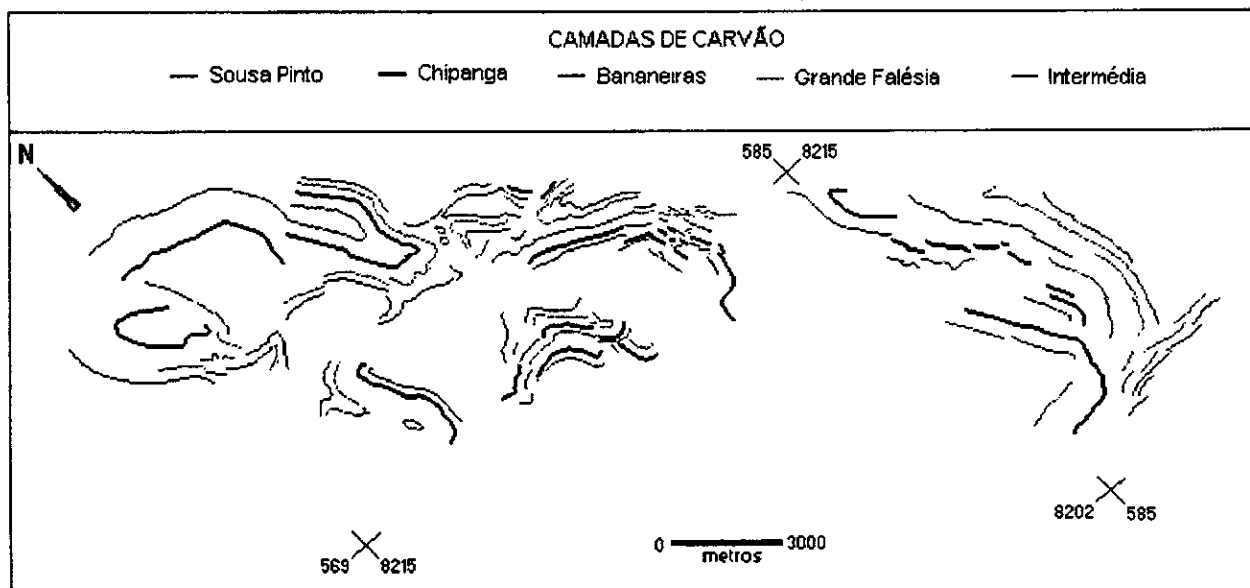 CAMADAS DE CARVÃO
Sousa Pinto Chipanga Bananeiras Grande Falésia Intermédia
N
585 8215
8202 585
0 3000
metros
569 8215